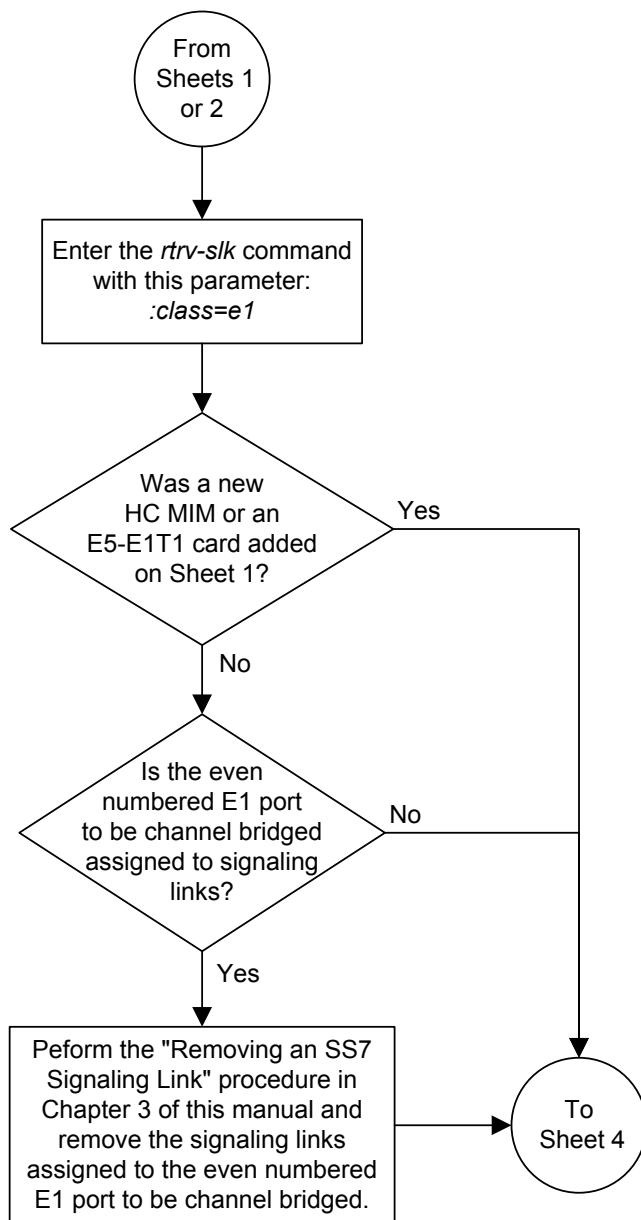 From
Sheets 1
or 2
Enter the rtrv-slk command
with this parameter:
:class=e1
Was a new
HC MIM or an
E5-E1T1 card added
on Sheet 1?
Yes
No
Is the even
numbered E1 port
to be channel bridged
assigned to signaling
links?
No
Yes
Peform the "Removing an SS7
Signaling Link" procedure in
Chapter 3 of this manual and
remove the signaling links
assigned to the even numbered
E1 port to be channel bridged.
To
Sheet 4